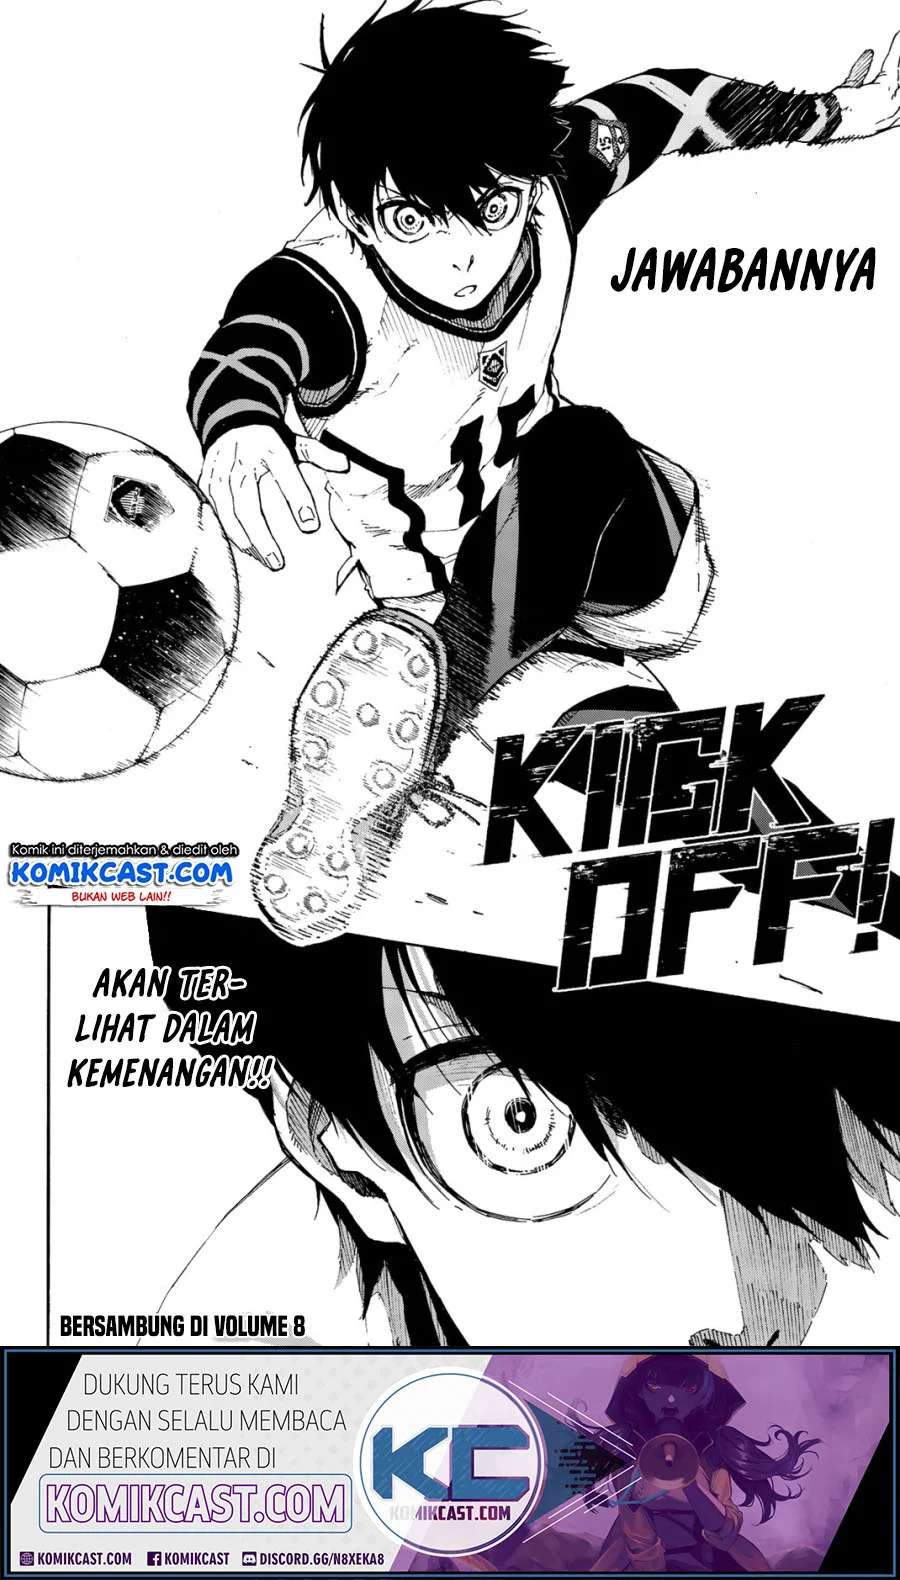 JAWABANNYA
KIIGK
OFF!
Komik ini diterjemahkan & diedit oleh
KOMIKCAST.COM
BUKAN WEB LAIN!!
AKAN TER-
LIHAT DALAM
KEMENANGAN!!
BERSAMBUNG DI VOLUME 8
DUKUNG TERUS KAMI
DENGAN SELALU MEMBACA
DAN BERKOMENTAR DI
KOMIKCAST.COM
KC
KOMIKCAST.COM
KOMIKCAST.COM
KOMIKCAST
DISCORD.GG/N8XEKA8